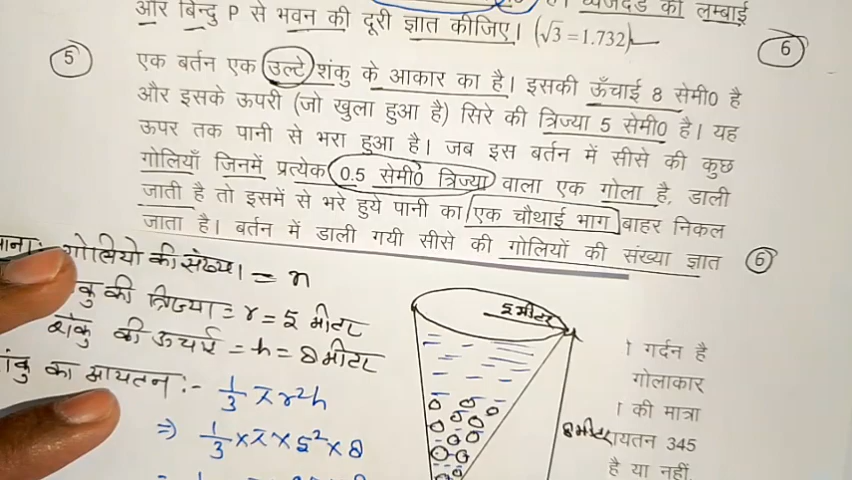 और बिन्दु P से भवन की दूरी ज्ञात कीजिए। (√3 = 1.732)
6
5 एक बर्तन एक उल्टे शंकु के आकार का है। इसकी ऊँचाई 8 सेमी0 है
और इसके ऊपरी (जो खुला हुआ है) सिरे की त्रिज्या 5 सेमी0 है। यह
ऊपर तक पानी से भरा हुआ है। जब इस बर्तन में सीसे की कुछ
गोलियाँ जिनमें प्रत्येक 0.5 सेमी0 त्रिज्या वाला एक गोला है, डाली
जाती है तो इसमें से भरे हुये पानी का एक चौथाई भाग बाहर निकल
जाता है। बर्तन में डाली गयी सीसे की गोलियों की संख्या ज्ञात 6
गोलियो की संख्या = n
की त्रिज्या = r = 5 मीटर
शंकु की ऊचाई = h = 8 मीटर
का आयतन :- 1/3 π r² h
⇒ 1/3 × π × 5² × 8
5 मीटर
8 मीटर
गर्दन है
गोलाकार
की मात्रा
345
है या नहीं,